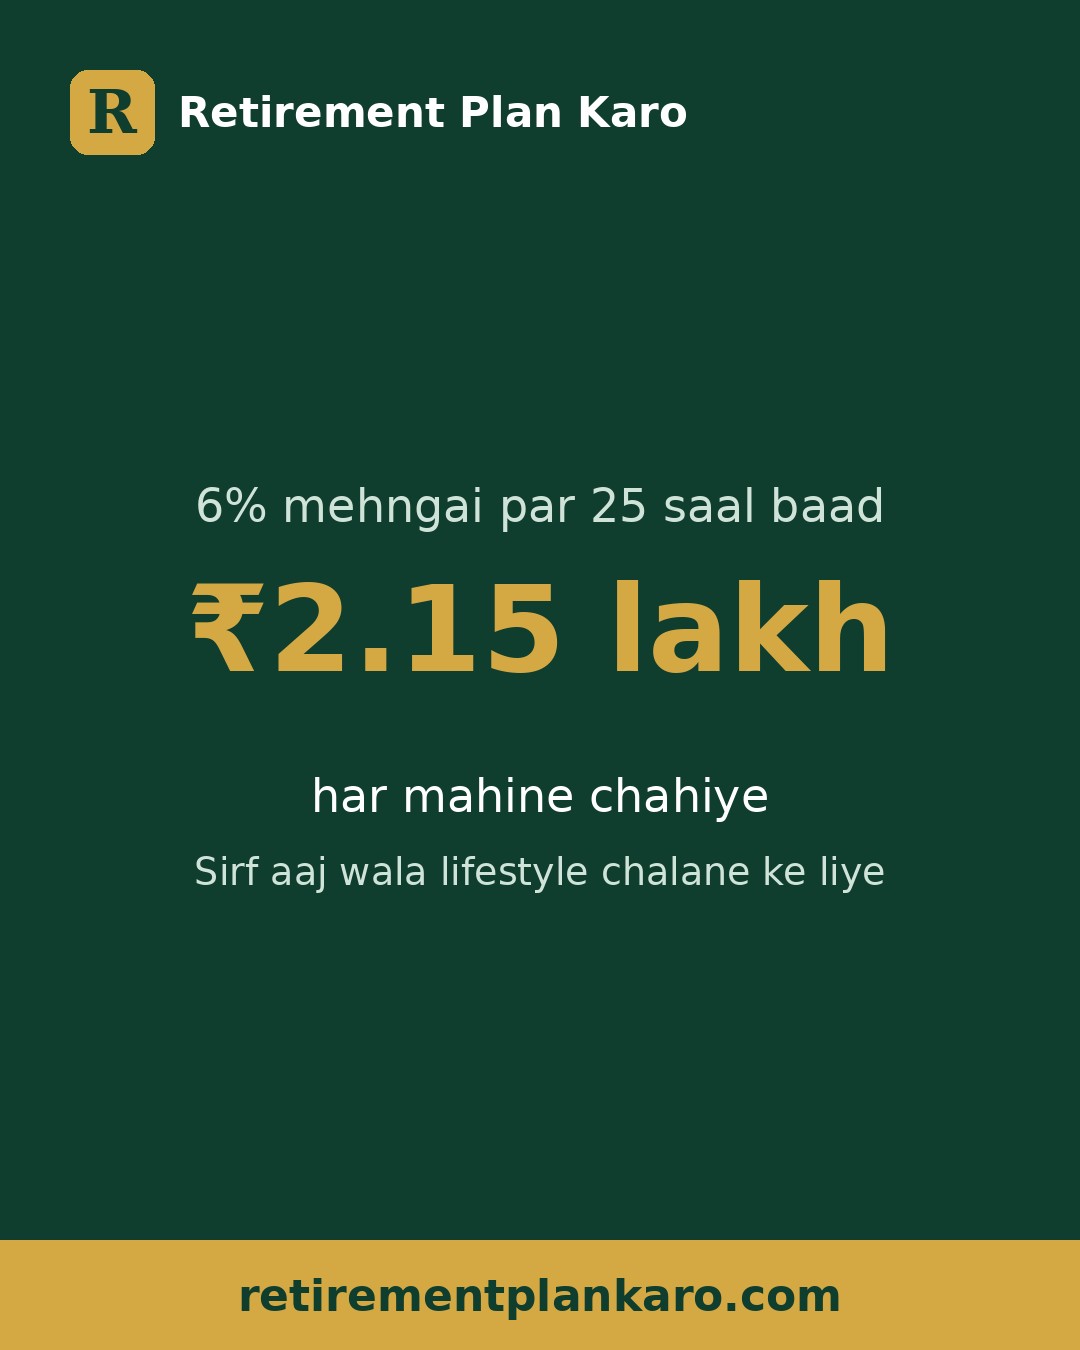 R
Retirement Plan Karo
6% mehngai par 25 saal baad
₹2.15 lakh
har mahine chahiye
Sirf aaj wala lifestyle chalane ke liye
retirementplankaro.com